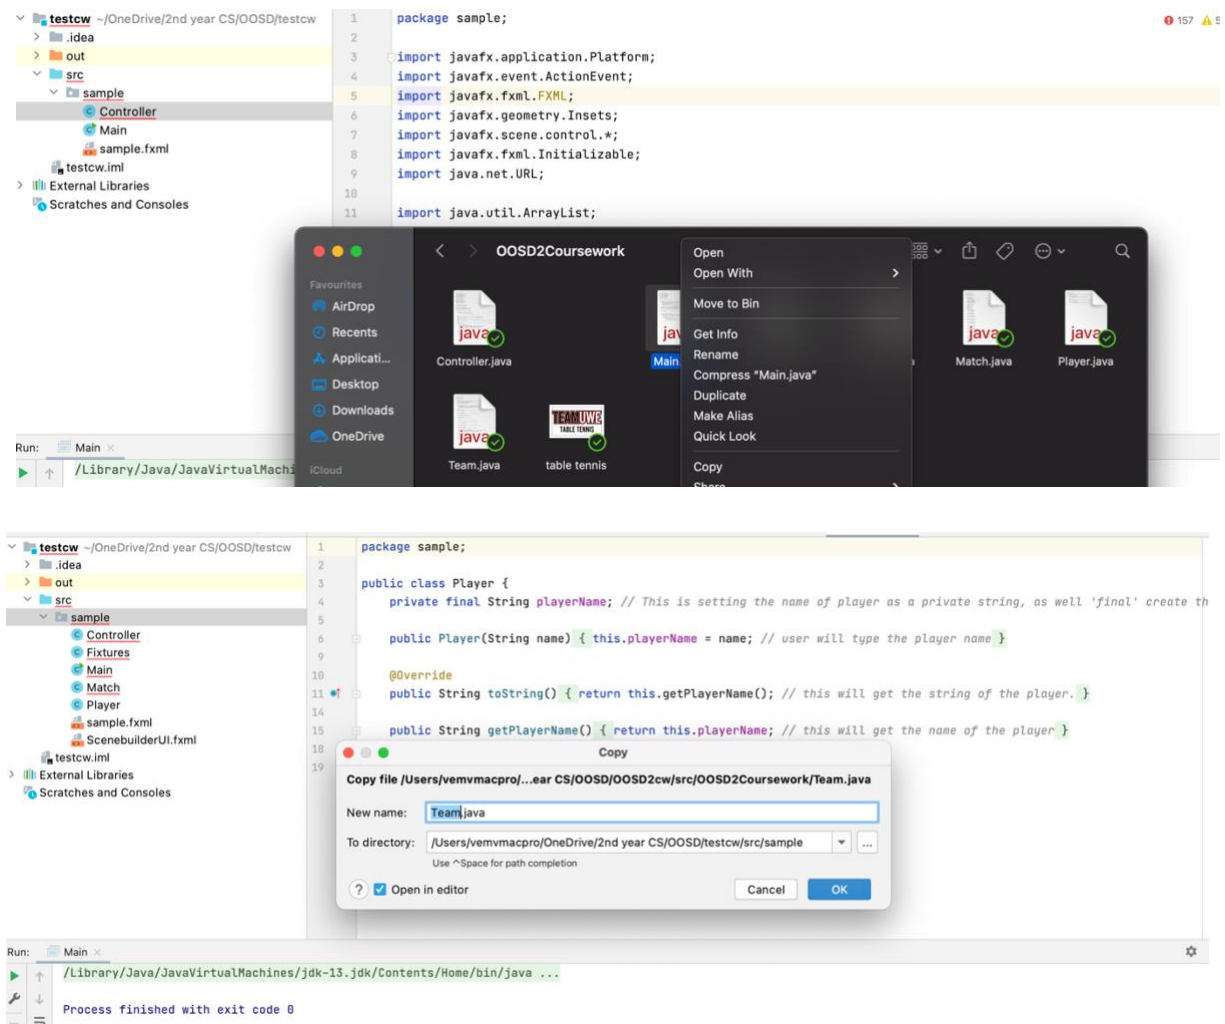 testcw ~/OneDrive/2nd year CS/OOSD/testcw
.idea
out
src
sample
Controller
Main
sample.fxml
testcw.iml
External Libraries
Scratches and Consoles
1 package sample;
2
3 import javafx.application.Platform;
4 import javafx.event.ActionEvent;
5 import javafx.fxml.FXML;
6 import javafx.geometry.Insets;
7 import javafx.scene.control.*;
8 import javafx.fxml.Initializable;
9 import java.net.URL;
10
11 import java.util.ArrayList;
157 5
OOSD2Coursework
Favourites
AirDrop
Recents
Applicati...
Desktop
Downloads
OneDrive
iCloud
java
Controller.java
Main
java
Match.java
java
Player.java
java
Team.java
TEAMUWE
TABLE TENNIS
table tennis
Open
Open With
Move to Bin
Get Info
Rename
Compress "Main.java"
Duplicate
Make Alias
Quick Look
Copy
Share
Run: Main
/Library/Java/JavaVirtualMachi
testcw ~/OneDrive/2nd year CS/OOSD/testcw
.idea
out
src
sample
Controller
Fixtures
Main
Match
Player
sample.fxml
ScenebuilderUI.fxml
testcw.iml
External Libraries
Scratches and Consoles
1 package sample;
2
3 public class Player {
4 private final String playerName; // This is setting the name of player as a private string, as well 'final' create th
5
6 public Player(String name) { this.playerName = name; // user will type the player name }
9
10 @Override
11 public String toString() { return this.getPlayerName(); // this will get the string of the player. }
14
15 public String getPlayerName() { return this.playerName; // this will get the name of the player }
18
19
Copy
Copy file /Users/vemvmacpro/...ear CS/OOSD/OOSD2cw/src/OOSD2Coursework/Team.java
New name: Team.java
To directory: /Users/vemvmacpro/OneDrive/2nd year CS/OOSD/testcw/src/sample
Use ^Space for path completion
? Open in editor
Cancel
OK
Run: Main
/Library/Java/JavaVirtualMachines/jdk-13.jdk/Contents/Home/bin/java ...
Process finished with exit code 0